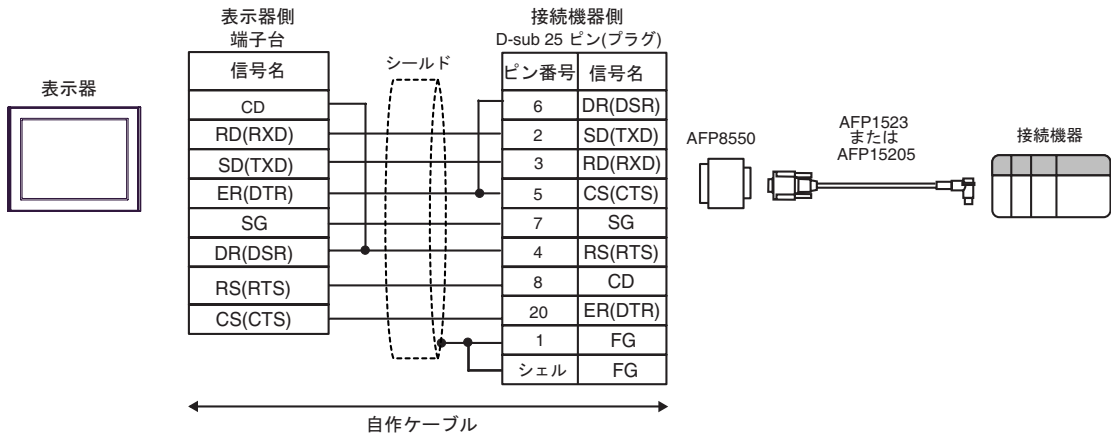 表示器
表示器側
端子台
信号名
CD
RD(RXD)
SD(TXD)
ER(DTR)
SG
DR(DSR)
RS(RTS)
CS(CTS)
シールド
接続機器側
D-sub 25 ピン(プラグ)
ピン番号 信号名
6 DR(DSR)
2 SD(TXD)
3 RD(RXD)
5 CS(CTS)
7 SG
4 RS(RTS)
8 CD
20 ER(DTR)
1 FG
シェル FG
自作ケーブル
AFP8550
AFP1523
または
AFP15205
接続機器